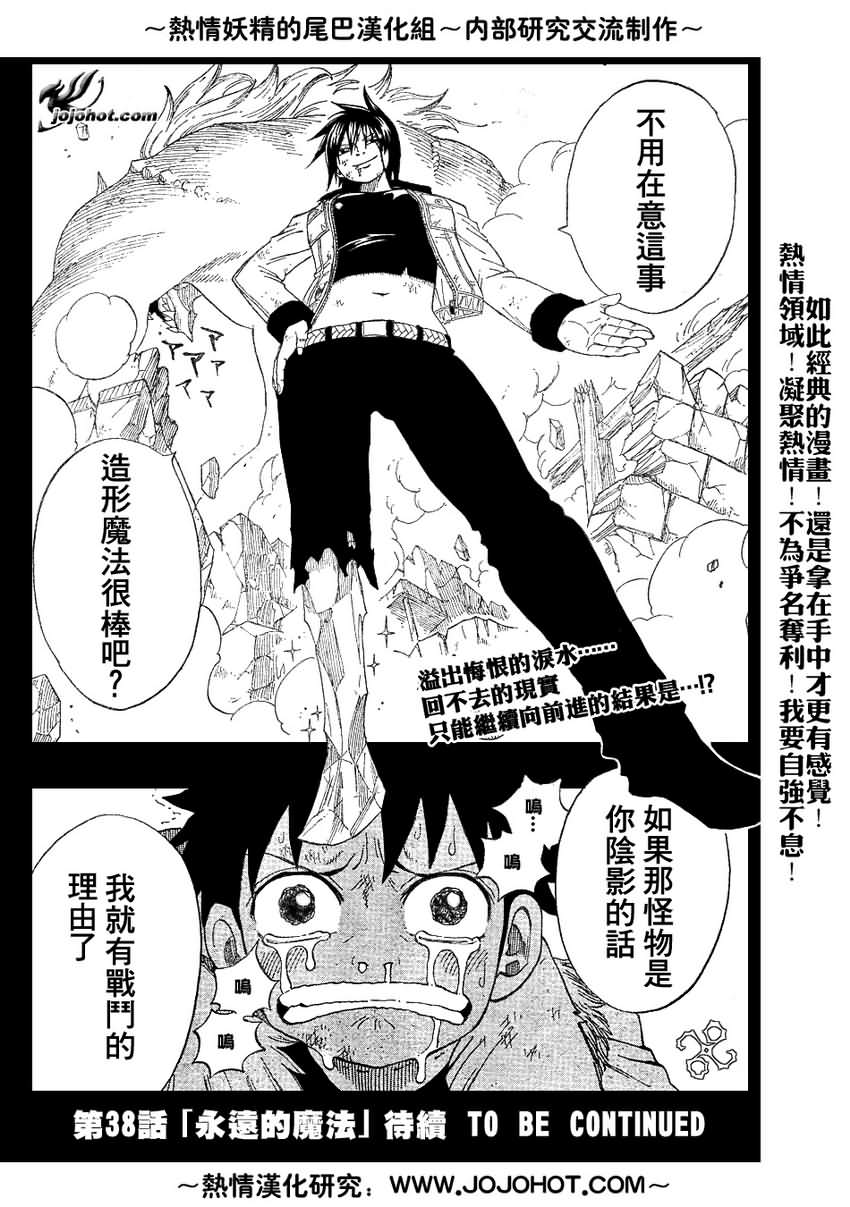 ～熱情妖精的尾巴漢化組～内部研究交流制作～
jojohot.com
不用在意這事
ァァァ
ァァ
造形魔法很棒吧？
溢出悔恨的淚水……
回不去的現實
只能繼續向前進的結果是…!?
如此經典的漫畫！還是拿在手中才更有感覺！
熱情領域！凝聚熱情！不為爭名奪利！我要自強不息！
如果那怪物是
你陰影的話
嗚…
嗚
嗚
嗚
我就有戰鬥的
理由了
第38話「永遠的魔法」待續 TO BE CONTINUED
～熱情漢化研究：WWW.JOJOHOT.COM～